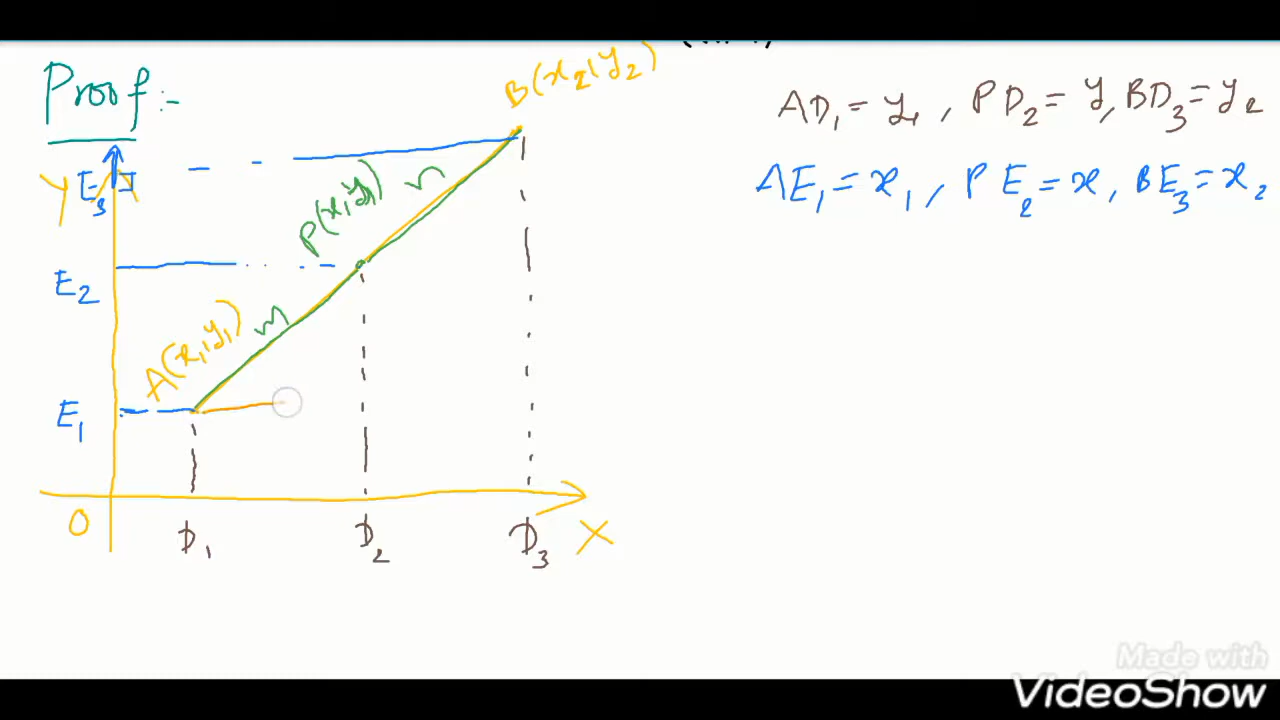 Proof :-
B(x2, y2)
AD1 = y1, PD2 = y, BD3 = y2
AE1 = x1, PE2 = x, BE3 = x2
Y
E3
P(x, y)
n
E2
A(x1, y1)
m
E1
O
D1
D2
D3
X
Made with
VideoShow